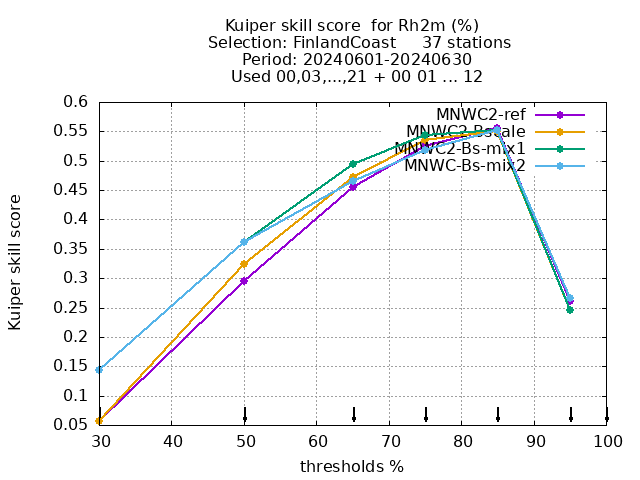 Kuiper skill score  for Rh2m (%)
Selection: FinlandCoast     37 stations
Period: 20240601-20240630
Used 00,03,...,21 + 00 01 ... 12
0.6
0.55
0.5
0.45
0.4
0.35
0.3
0.25
0.2
0.15
0.1
0.05
Kuiper skill score
MNWC2-ref
MNWC2-Bscale
MNWC2-Bs-mix1
MNWC-Bs-mix2
30 40 50 60 70 80 90 100
thresholds %